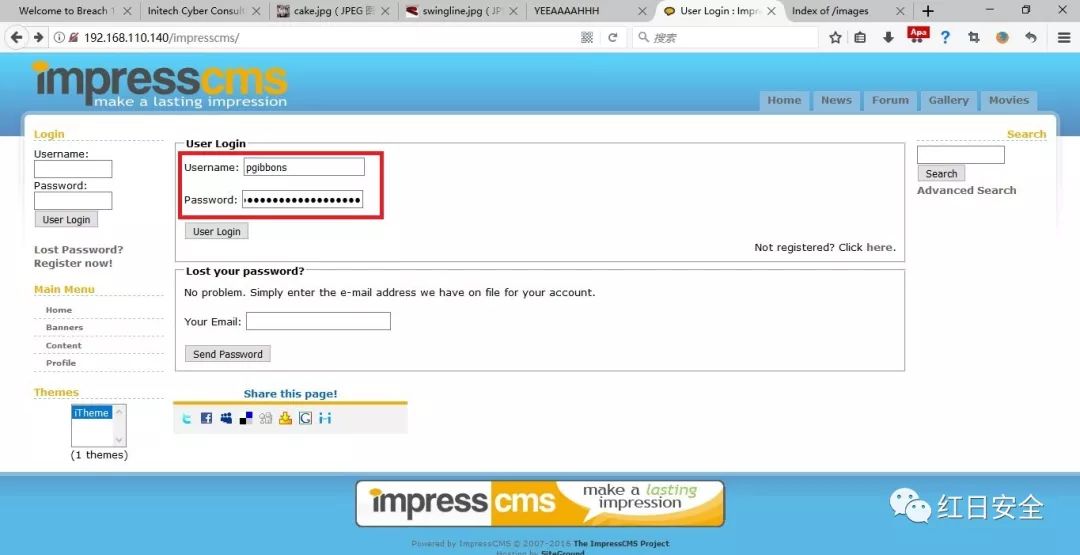 Welcome to Breach 1
Initech Cyber Consult
cake.jpg ( JPEG 图
swingline.jpg ( JP
YEEAAAAHHH
User Login : Impr
Index of /images
192.168.110.140/impresscms/
搜索
Apa
impresscms
make a lasting impression
Home
News
Forum
Gallery
Movies
Login
Username:
Password:
User Login
Lost Password?
Register now!
Main Menu
Home
Banners
Content
Profile
Themes
iTheme
(1 themes)
User Login
Username: pgibbons
Password: ••••••••••••••••••
User Login
Not registered? Click here.
Lost your password?
No problem. Simply enter the e-mail address we have on file for your account.
Your Email:
Send Password
Share this page!
Search
Search
Advanced Search
impresscms
make a lasting
impression
Powered by ImpressCMS © 2007-2016 The ImpressCMS Project
Hosting by SiteGround
红日安全